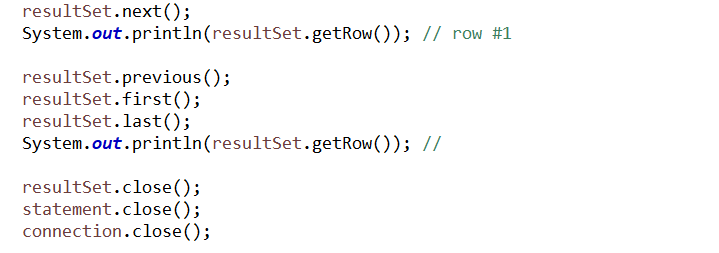 resultSet.next();
System.out.println(resultSet.getRow()); // row #1
resultSet.previous();
resultSet.first();
resultSet.last();
System.out.println(resultSet.getRow()); //
resultSet.close();
statement.close();
connection.close();